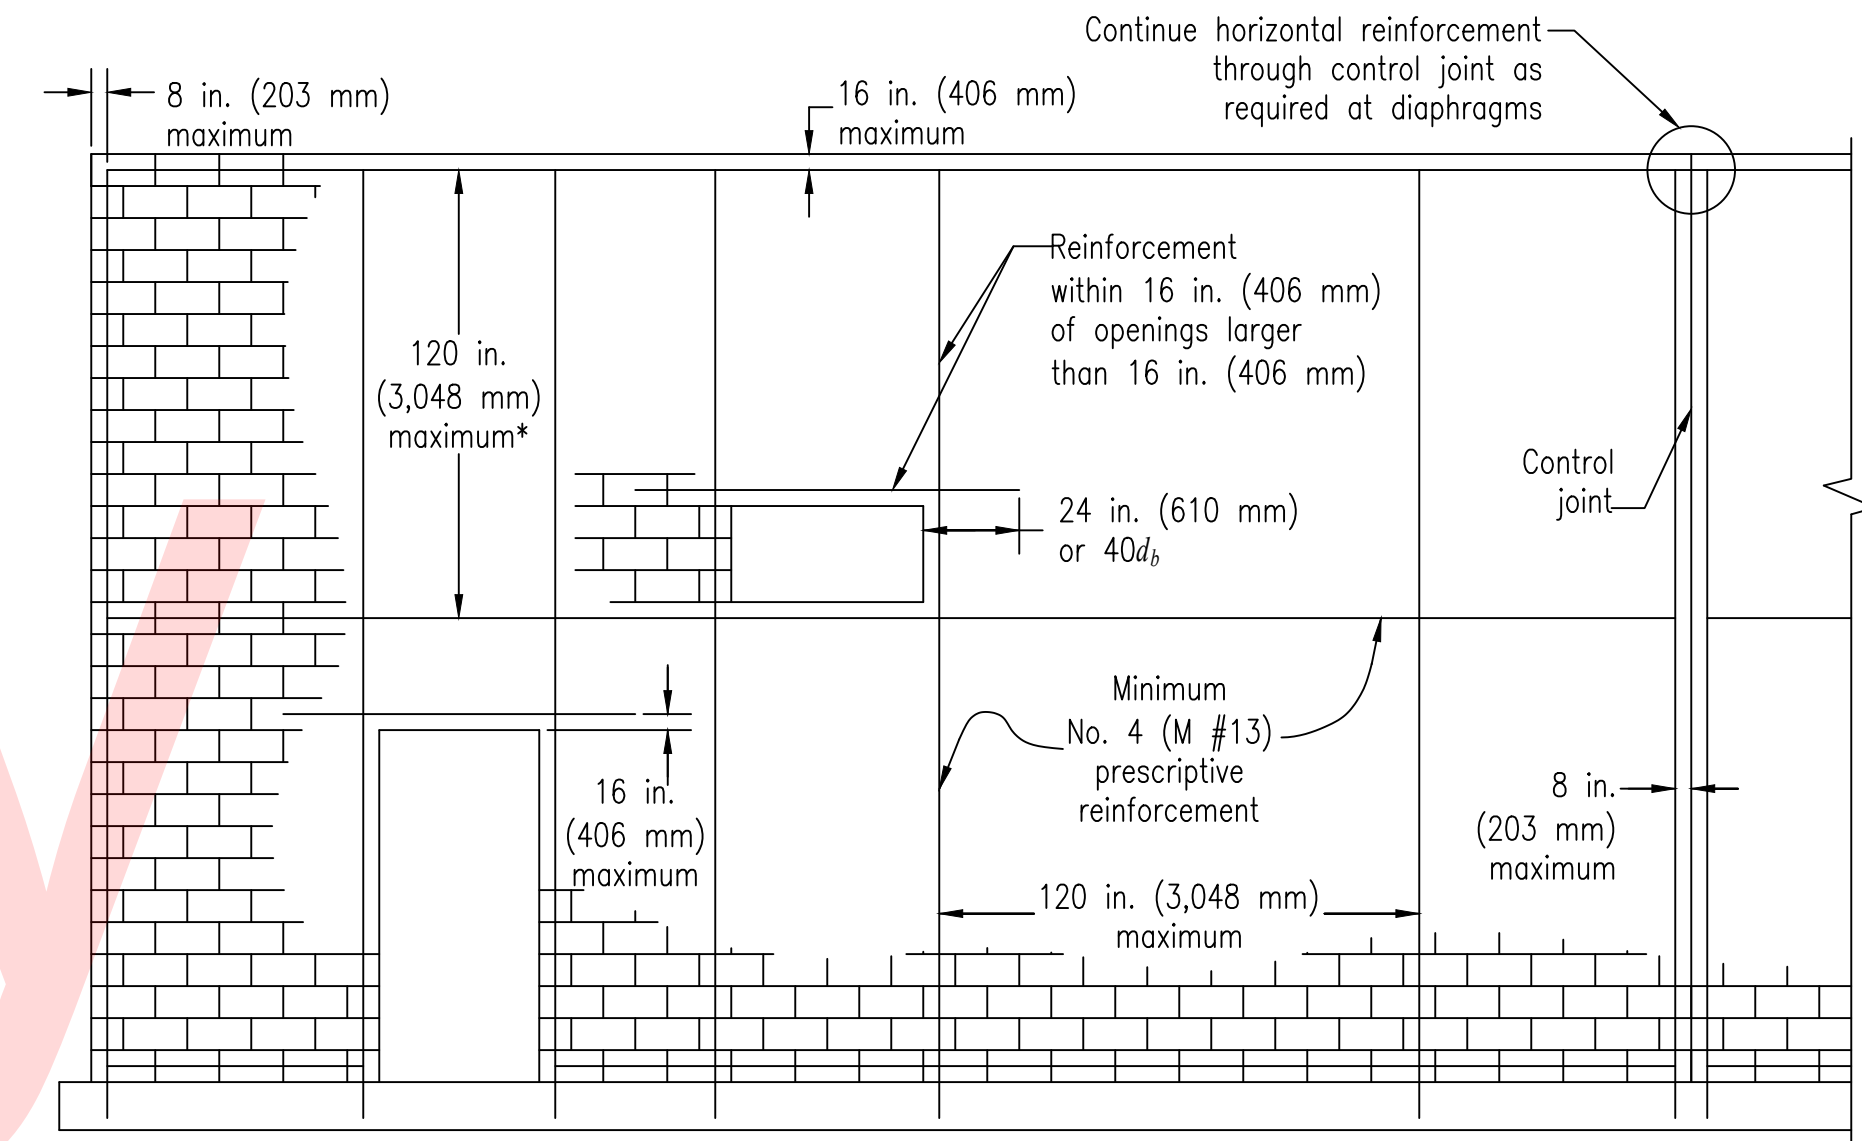 Continue horizontal reinforcement
through control joint as
required at diaphragms
8 in. (203 mm)
maximum
16 in. (406 mm)
maximum
Reinforcement
within 16 in. (406 mm)
of openings larger
than 16 in. (406 mm)
120 in.
(3,048 mm)
maximum*
Control
joint
24 in. (610 mm)
or 40d_b
Minimum
No. 4 (M #13)
prescriptive
reinforcement
16 in.
(406 mm)
maximum
8 in.
(203 mm)
maximum
120 in. (3,048 mm)
maximum